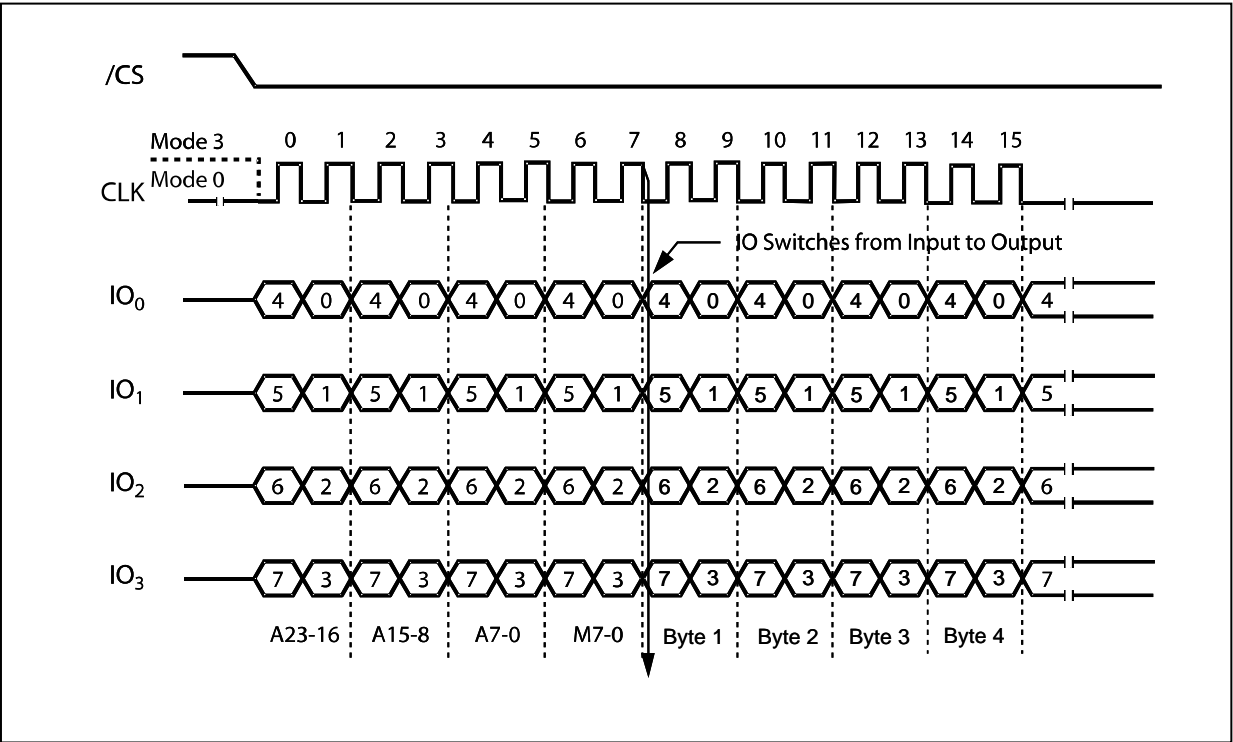 /CS
Mode 3 0 1 2 3 4 5 6 7 8 9 10 11 12 13 14 15
Mode 0
CLK
IO Switches from Input to Output
IO0 4 0 4 0 4 0 4 0 4 0 4 0 4 0 4 0 4
IO1 5 1 5 1 5 1 5 1 5 1 5 1 5 1 5 1 5
IO2 6 2 6 2 6 2 6 2 6 2 6 2 6 2 6 2 6
IO3 7 3 7 3 7 3 7 3 7 3 7 3 7 3 7 3 7
A23-16 A15-8 A7-0 M7-0 Byte 1 Byte 2 Byte 3 Byte 4